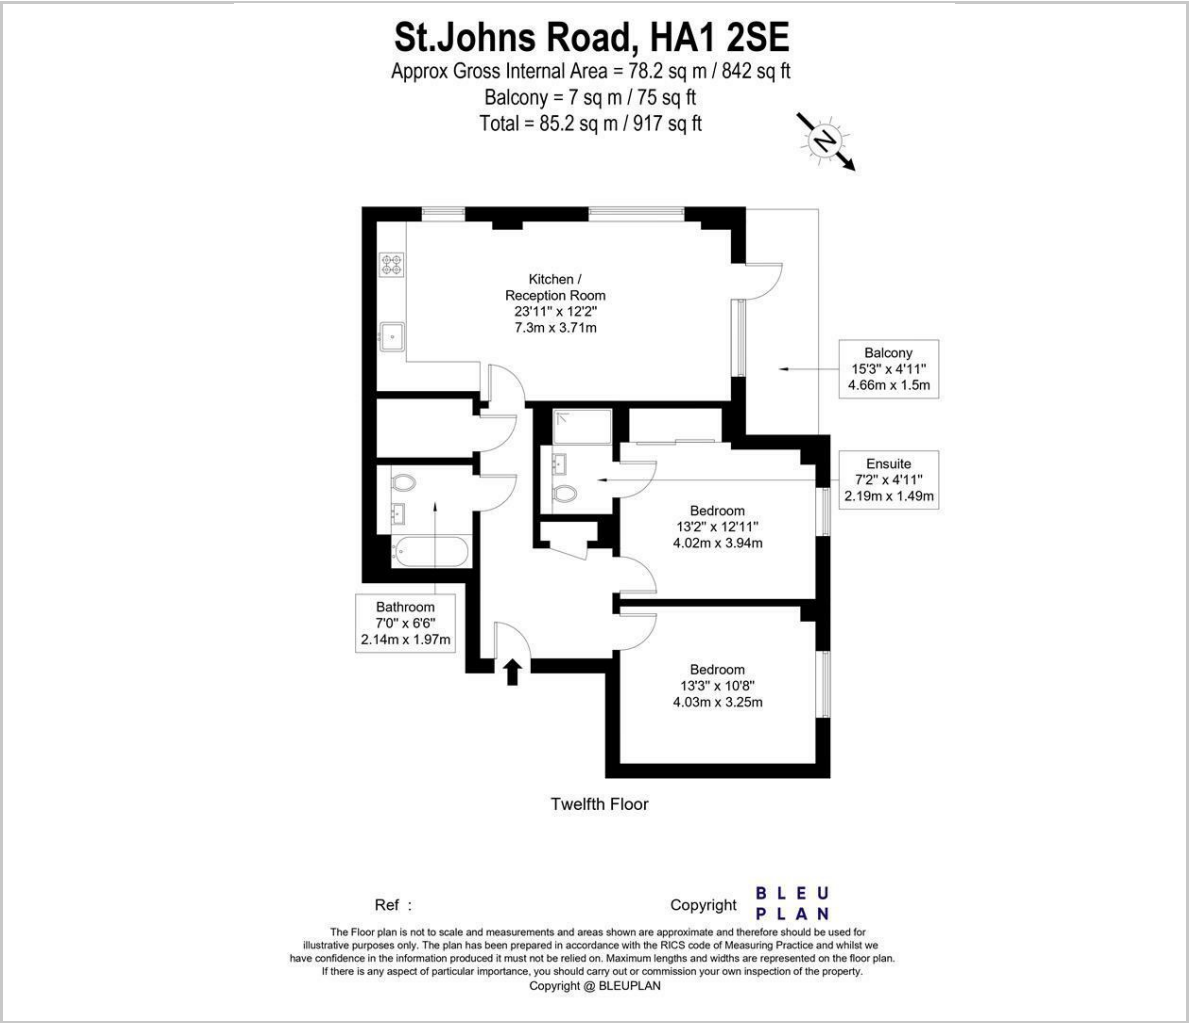 St.Johns Road, HA1 2SE
Approx Gross Internal Area = 78.2 sq m / 842 sq ft
Balcony = 7 sq m / 75 sq ft
Total = 85.2 sq m / 917 sq ft
N
Kitchen /
Reception Room
23'11" x 12'2"
7.3m x 3.71m
Balcony
15'3" x 4'11"
4.66m x 1.5m
Ensuite
7'2" x 4'11"
2.19m x 1.49m
Bedroom
13'2" x 12'11"
4.02m x 3.94m
Bathroom
7'0" x 6'6"
2.14m x 1.97m
Bedroom
13'3" x 10'8"
4.03m x 3.25m
Twelfth Floor
Ref :
Copyright
BLEU
PLAN
The Floor plan is not to scale and measurements and areas shown are approximate and therefore should be used for
illustrative purposes only. The plan has been prepared in accordance with the RICS code of Measuring Practice and whilst we
have confidence in the information produced it must not be relied on. Maximum lengths and widths are represented on the floor plan.
If there is any aspect of particular importance, you should carry out or commission your own inspection of the property.
Copyright @ BLEUPLAN